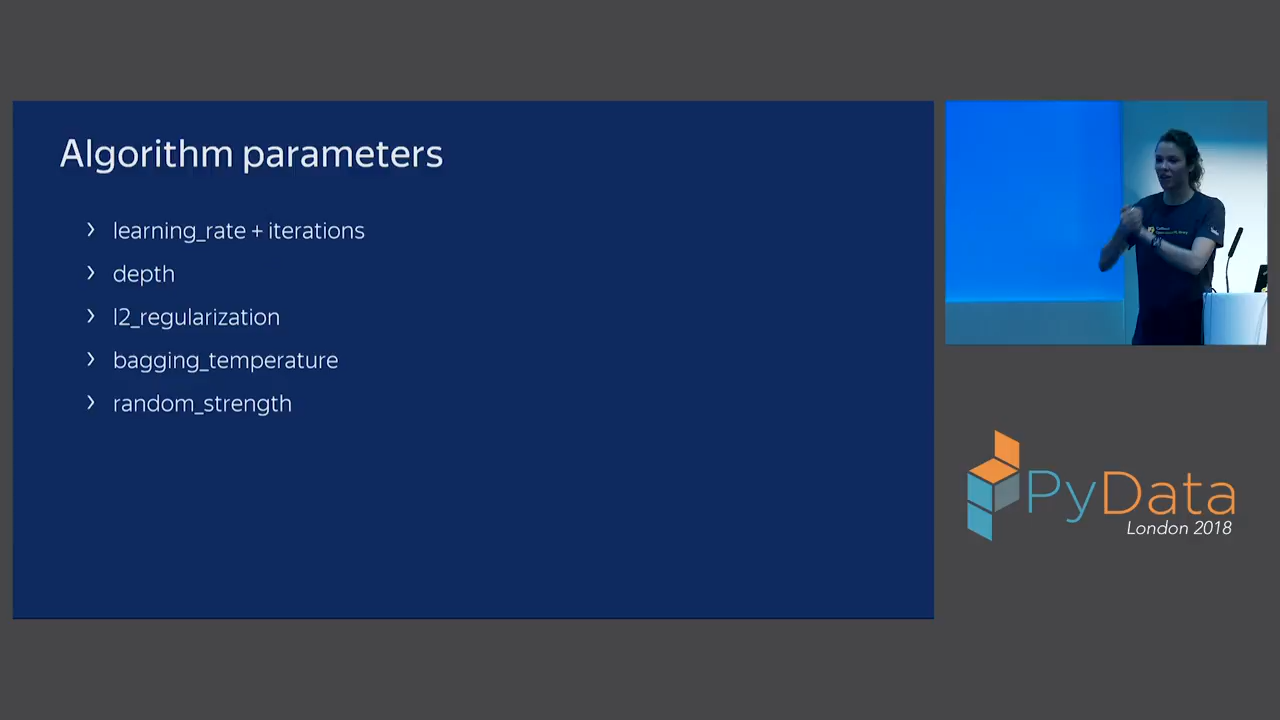 Algorithm parameters
› learning_rate + iterations
› depth
› l2_regularization
› bagging_temperature
› random_strength
PyData
London 2018